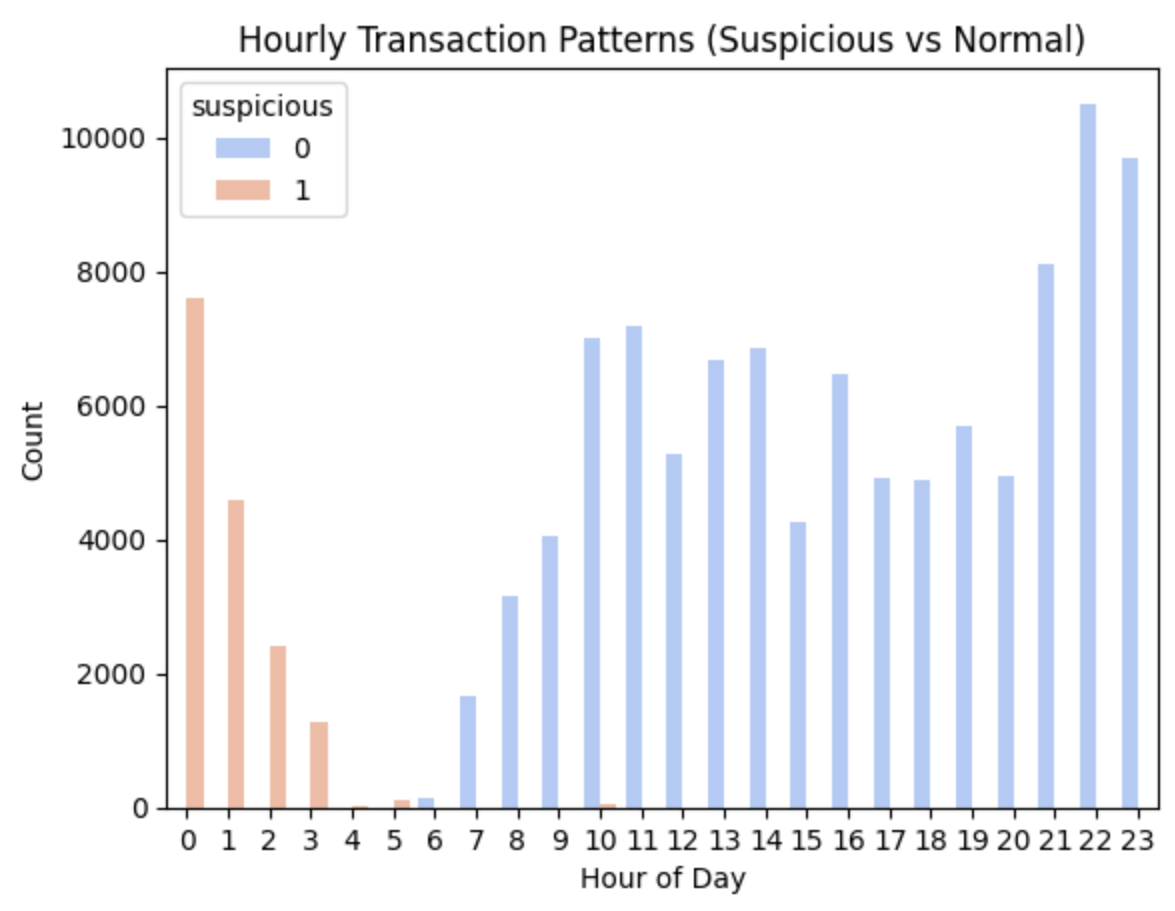 Hourly Transaction Patterns (Suspicious vs Normal)
suspicious
0
1
10000
8000
6000
4000
2000
0
Count
0 1 2 3 4 5 6 7 8 9 10 11 12 13 14 15 16 17 18 19 20 21 22 23
Hour of Day